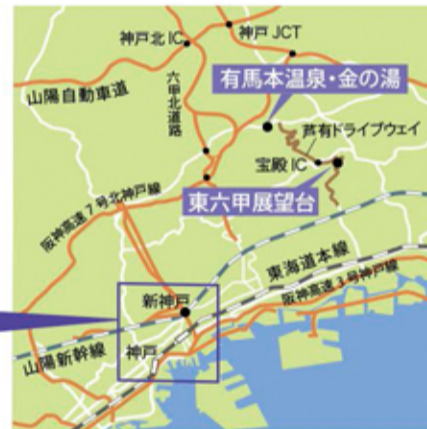 神戸JCT
神戸北IC
有馬本温泉・金の湯
山陽自動車道
六甲北道路
芦有ドライブウェイ
宝殿IC
東六甲展望台
阪神高速7号北神戸線
東海道本線
阪神高速3号神戸線
新神戸
神戸
山陽新幹線